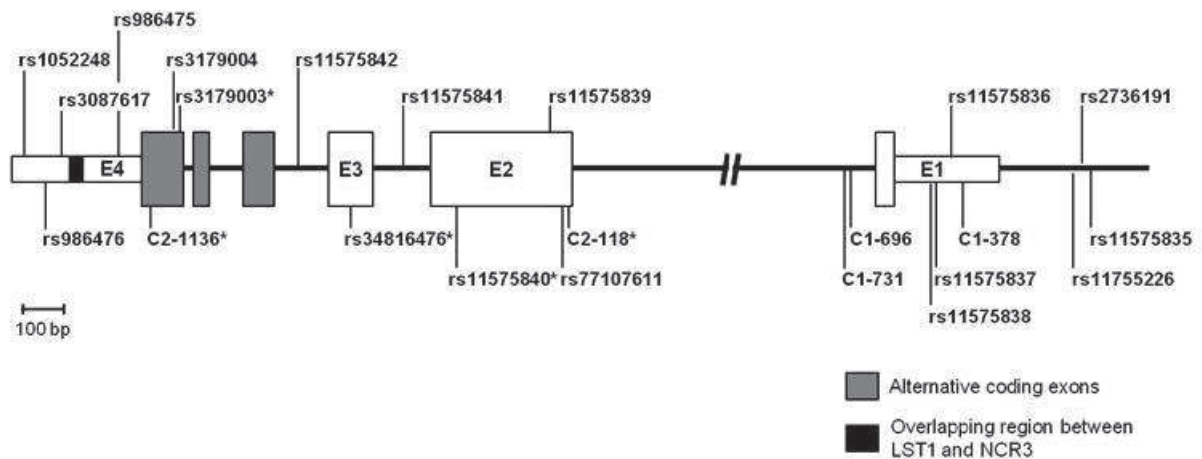 rs986475
rs1052248
rs3179004
rs11575842
rs3087617
rs3179003*
rs11575841
rs11575839
rs11575836
rs2736191
E4
E3
E2
E1
rs986476
C2-1136*
rs34816476*
C2-118*
C1-696
C1-378
rs11575835
rs11575840*
rs77107611
C1-731
rs11575837
rs11755226
rs11575838
100 bp
Alternative coding exons
Overlapping region between
LST1 and NCR3